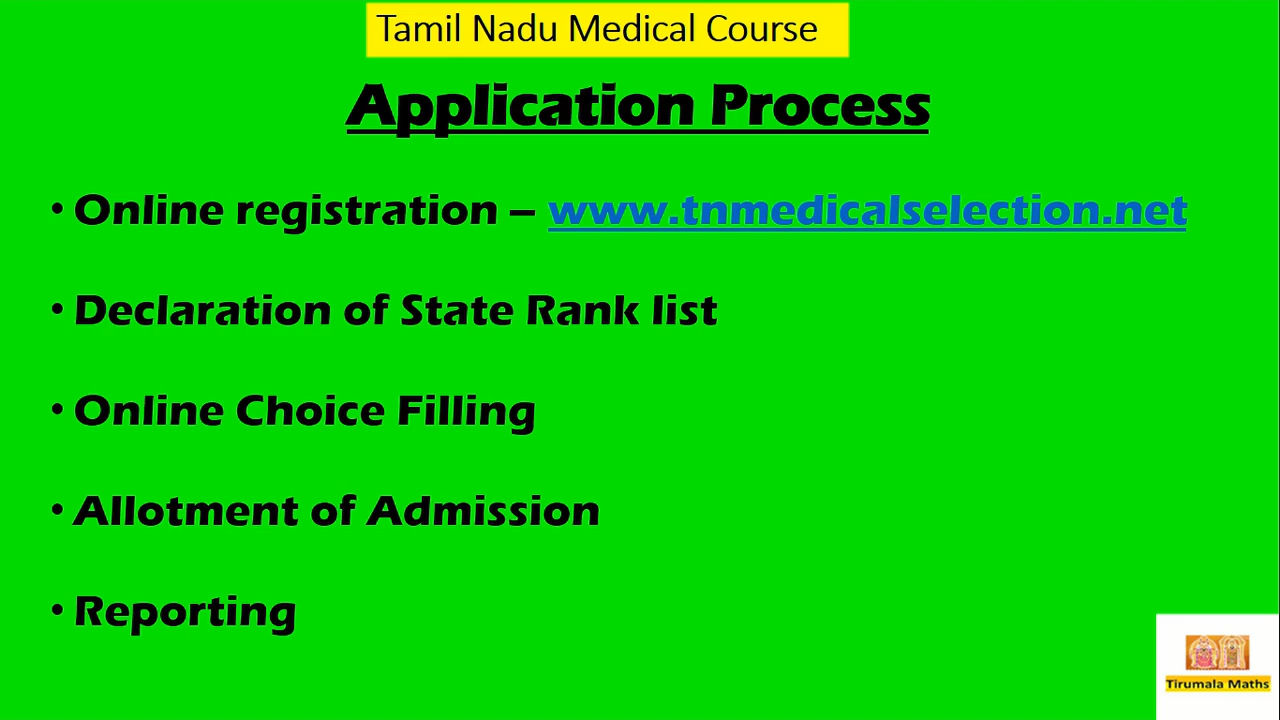 Tamil Nadu Medical Course
Application Process
• Online registration – www.tnmedicalselection.net
• Declaration of State Rank list
• Online Choice Filling
• Allotment of Admission
• Reporting
Tirumala Maths